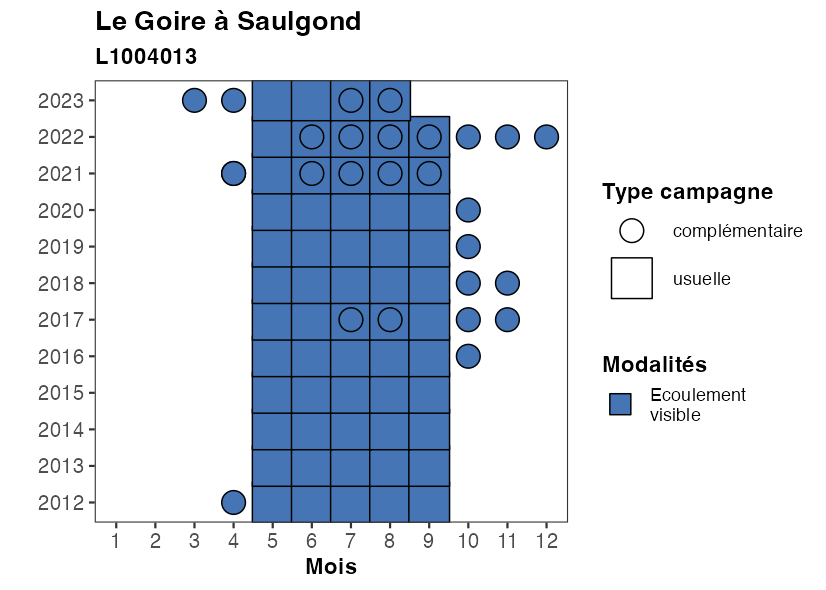 Le Goire à Saulgond
L1004013
2023
2022
2021
2020
2019
2018
2017
2016
2015
2014
2013
2012
1 2 3 4 5 6 7 8 9 10 11 12
Mois
Type campagne
complémentaire
usuelle
Modalités
Ecoulement
visible